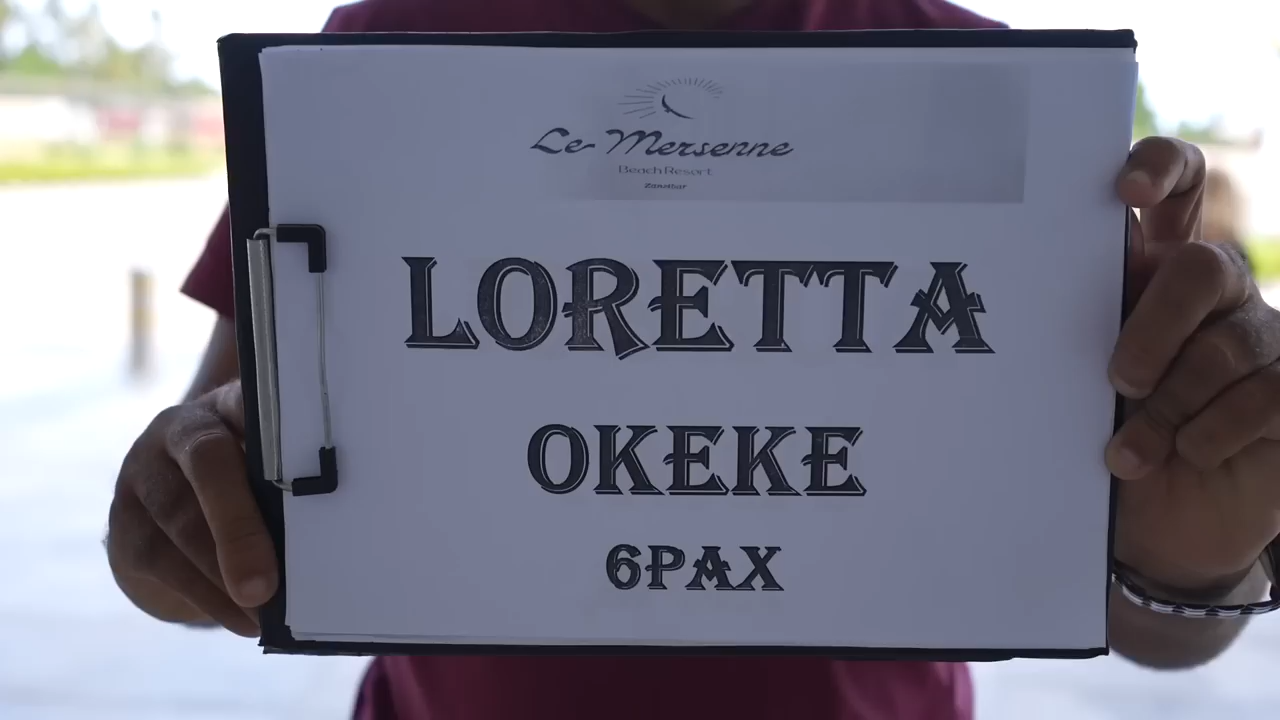 Le Mersenne
Beach Resort
Zanzibar
LORETTA
OKEKE
6PAX